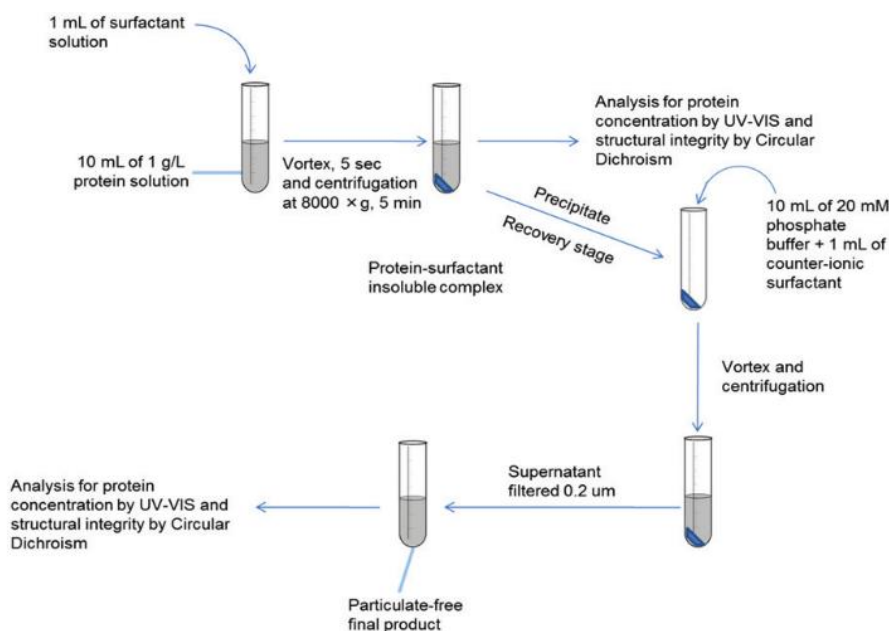 1 mL of surfactant
solution
10 mL of 1 g/L
protein solution
Vortex, 5 sec
and centrifugation
at 8000 × g, 5 min
Analysis for protein
concentration by UV-VIS and
structural integrity by Circular
Dichroism
Precipitate
Recovery stage
Protein-surfactant
insoluble complex
10 mL of 20 mM
phosphate
buffer + 1 mL of
counter-ionic
surfactant
Vortex and
centrifugation
Supernatant
filtered 0.2 um
Analysis for protein
concentration by UV-VIS and
structural integrity by Circular
Dichroism
Particulate-free
final product